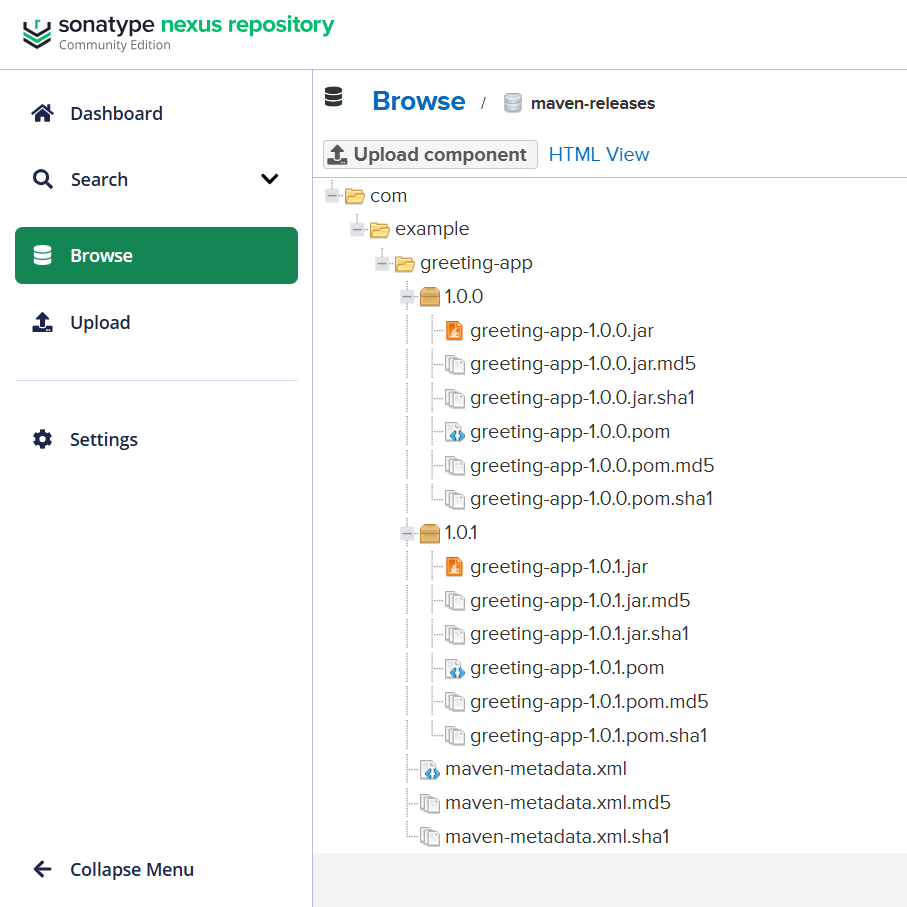 sonatype nexus repository
Community Edition
Dashboard
Search
Browse
Upload
Settings
Collapse Menu
Browse / maven-releases
Upload component HTML View
com
example
greeting-app
1.0.0
greeting-app-1.0.0.jar
greeting-app-1.0.0.jar.md5
greeting-app-1.0.0.jar.sha1
greeting-app-1.0.0.pom
greeting-app-1.0.0.pom.md5
greeting-app-1.0.0.pom.sha1
1.0.1
greeting-app-1.0.1.jar
greeting-app-1.0.1.jar.md5
greeting-app-1.0.1.jar.sha1
greeting-app-1.0.1.pom
greeting-app-1.0.1.pom.md5
greeting-app-1.0.1.pom.sha1
maven-metadata.xml
maven-metadata.xml.md5
maven-metadata.xml.sha1